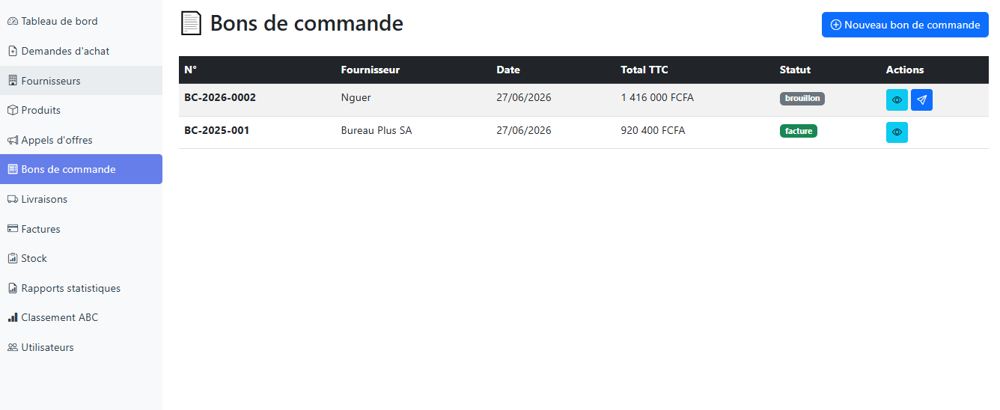 Tableau de bord
Demandes d'achat
Fournisseurs
Produits
Appels d'offres
Bons de commande
Livraisons
Factures
Stock
Rapports statistiques
Classement ABC
Utilisateurs
Bons de commande
Nouveau bon de commande
N° Fournisseur Date Total TTC Statut Actions
BC-2026-0002 Nguer 27/06/2026 1 416 000 FCFA brouillon
BC-2025-001 Bureau Plus SA 27/06/2026 920 400 FCFA facture